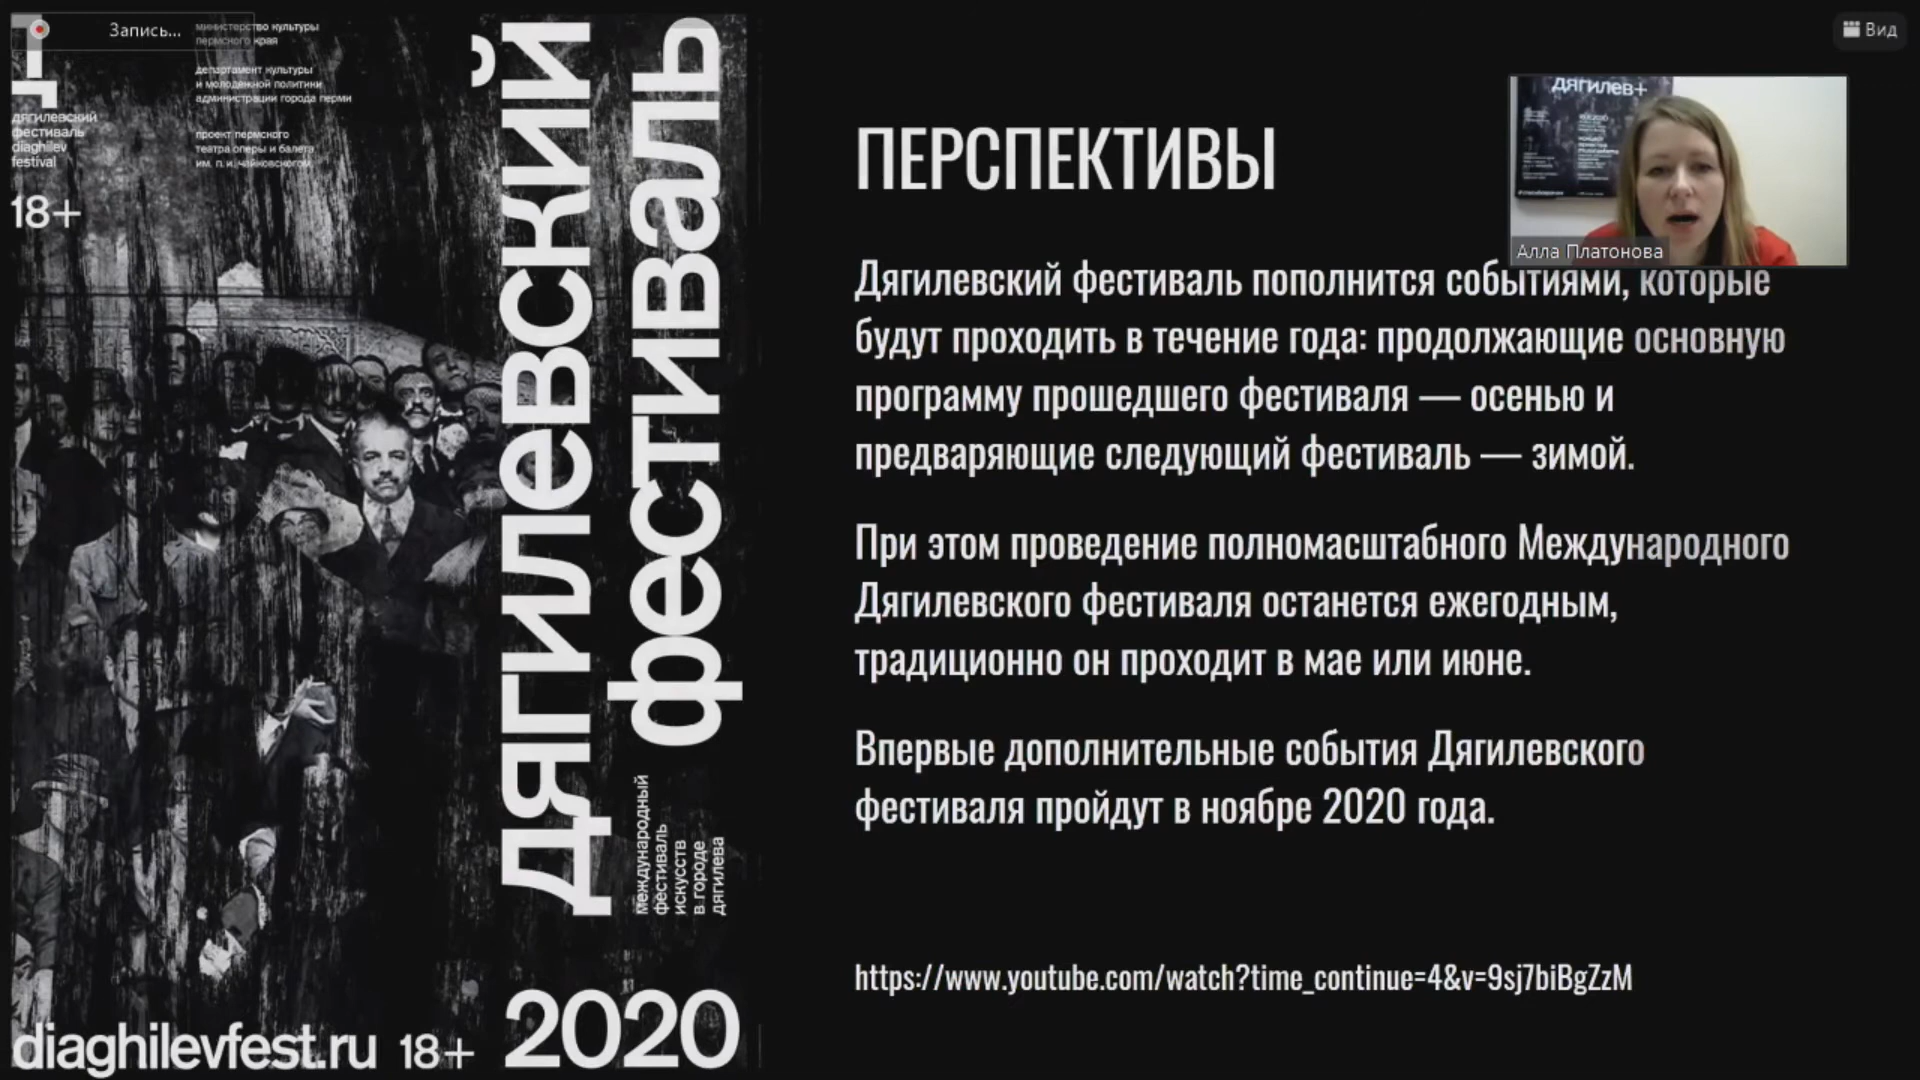 Запись...
министерство культуры
пермского края
департамент культуры
и молодежной политики
администрации города перми
проект пермского
театра оперы и балета
им. п. и. чайковского
дягилевский
фестиваль
diaghilev
festival
18+
дягилевский
фестиваль
международный
фестиваль
искусств
в городе
дягилева
2020
diaghilevfest.ru 18+
Вид
дягилев+
Алла Платонова
ПЕРСПЕКТИВЫ
Дягилевский фестиваль пополнится событиями, которые
будут проходить в течение года: продолжающие основную
программу прошедшего фестиваля — осенью и
предваряющие следующий фестиваль — зимой.
При этом проведение полномасштабного Международного
Дягилевского фестиваля останется ежегодным,
традиционно он проходит в мае или июне.
Впервые дополнительные события Дягилевского
фестиваля пройдут в ноябре 2020 года.
https://www.youtube.com/watch?time_continue=4&v=9sj7biBgZzM